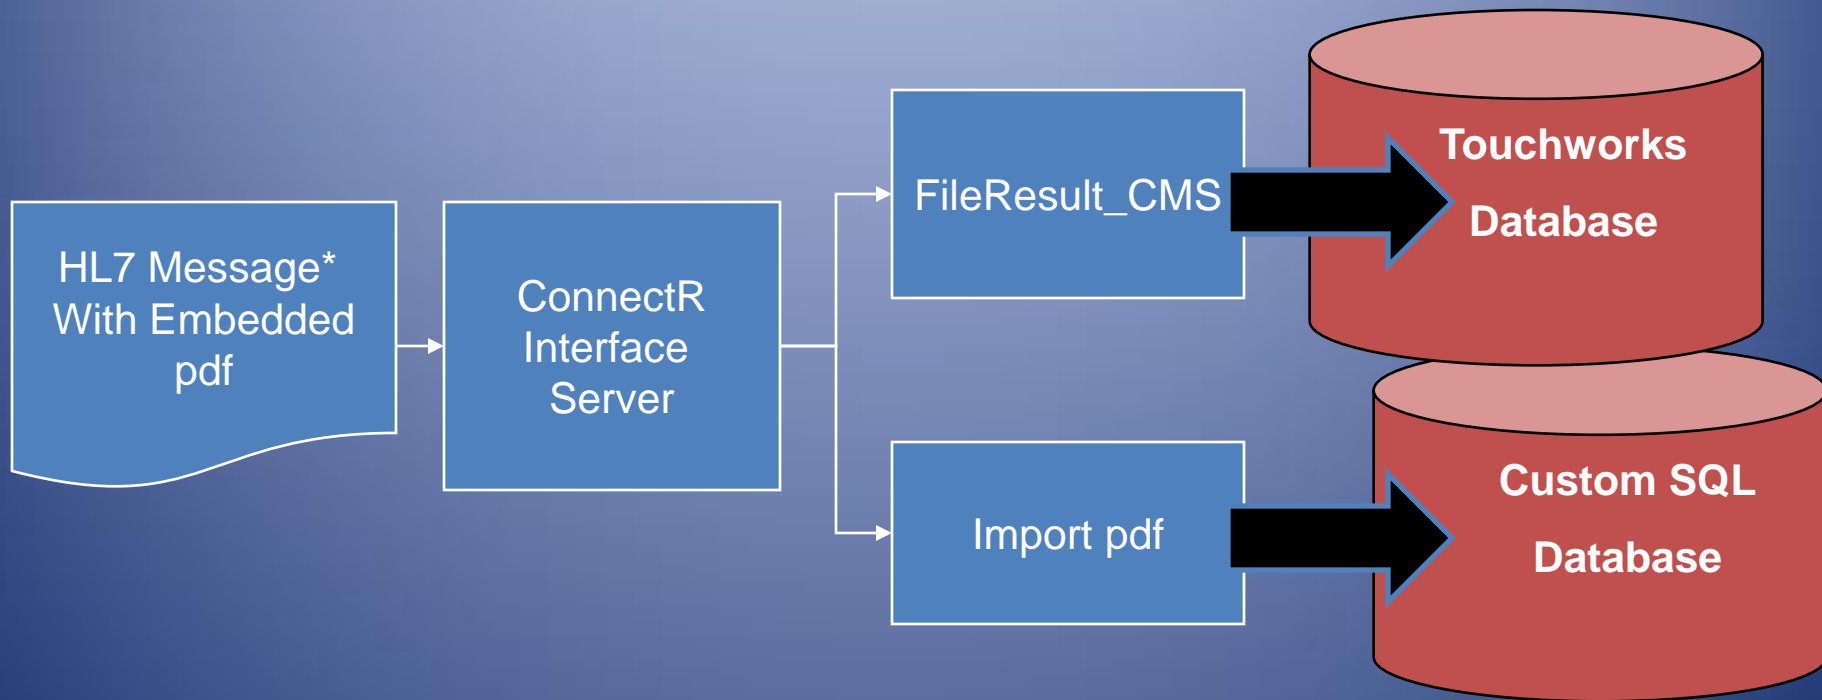 HL7 Message*
With Embedded
pdf
ConnectR
Interface
Server
FileResult_CMS
Import pdf
Touchworks
Database
Custom SQL
Database